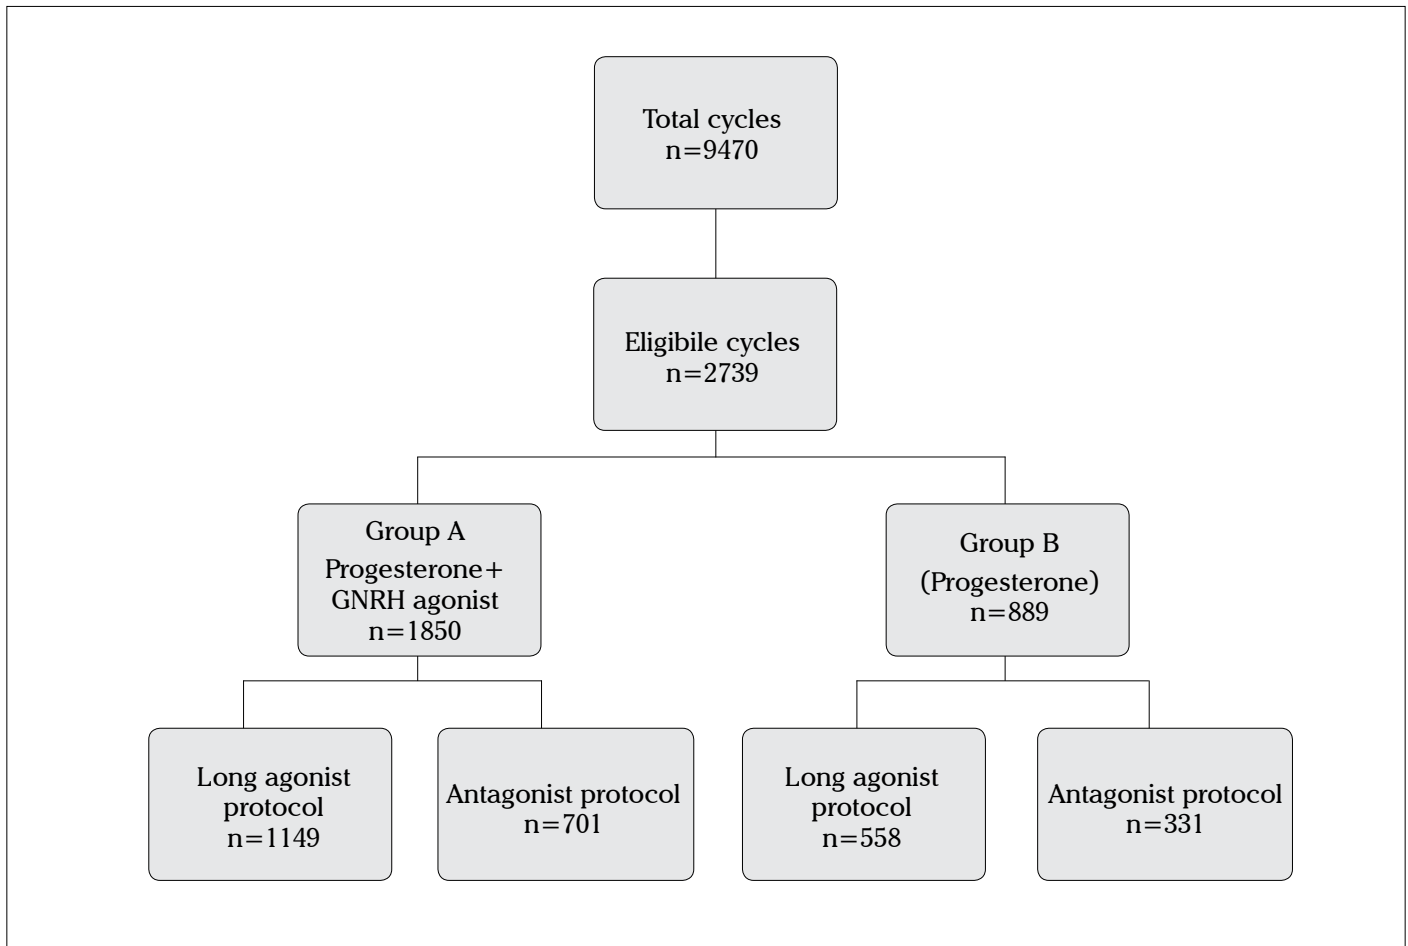 Total cycles
n=9470
Eligibile cycles
n=2739
Group A
Progesterone+
GNRH agonist
n=1850
Group B
(Progesterone)
n=889
Long agonist
protocol
n=1149
Antagonist protocol
n=701
Long agonist
protocol
n=558
Antagonist protocol
n=331